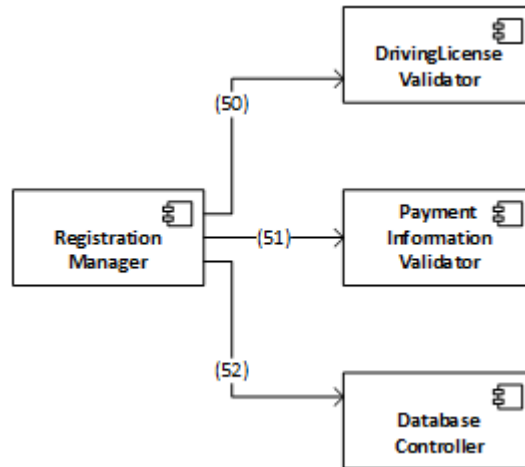 DrivingLicense
Validator
(50)
Registration
Manager
(51)
Payment
Information
Validator
(52)
Database
Controller